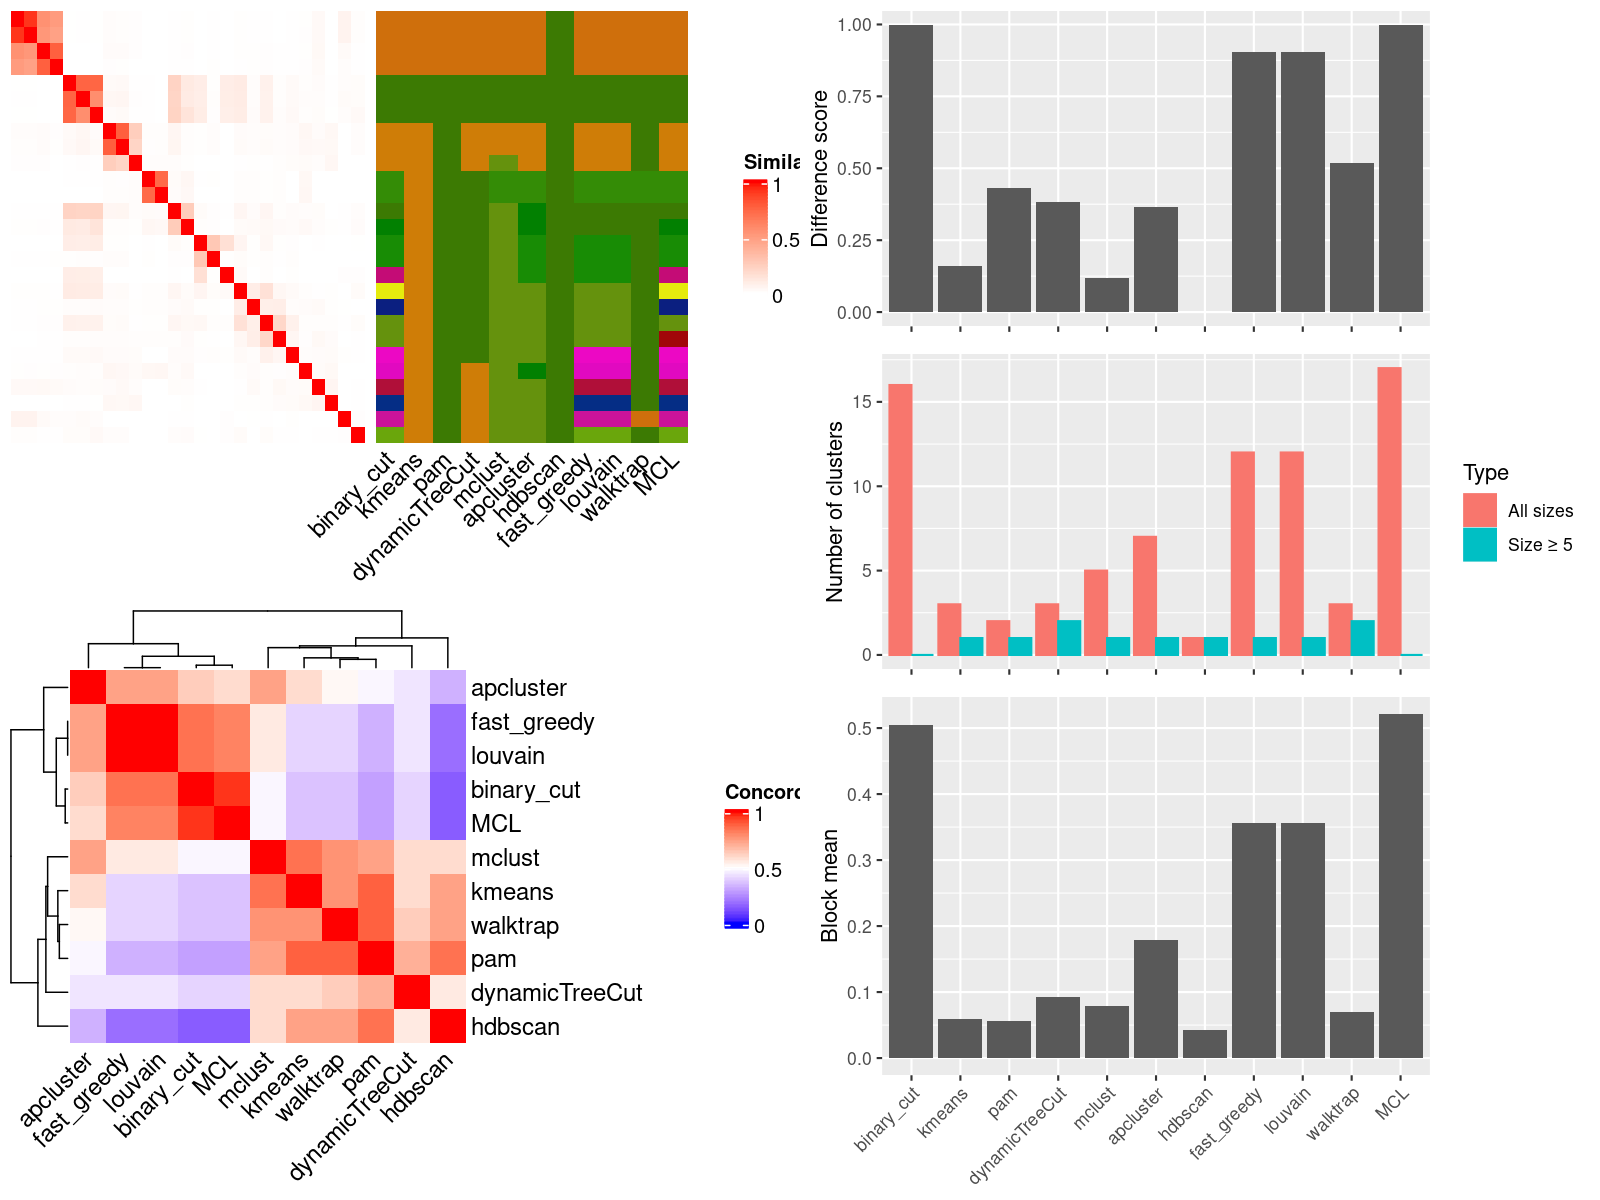 Simila
1
0.5
0
binary_cut
kmeans
pam
dynamicTreeCut
mclust
apcluster
hdbscan
fast_greedy
louvain
walktrap
MCL
Difference score
1.00
0.75
0.50
0.25
0.00
Number of clusters
15
10
5
0
Type
All sizes
Size ≥ 5
apcluster
fast_greedy
louvain
binary_cut
MCL
mclust
kmeans
walktrap
pam
dynamicTreeCut
hdbscan
apcluster
fast_greedy
louvain
binary_cut
MCL
mclust
kmeans
walktrap
pam
dynamicTreeCut
hdbscan
Concord
1
0.5
0
Block mean
0.5
0.4
0.3
0.2
0.1
0.0
binary_cut
kmeans
pam
dynamicTreeCut
mclust
apcluster
hdbscan
fast_greedy
louvain
walktrap
MCL